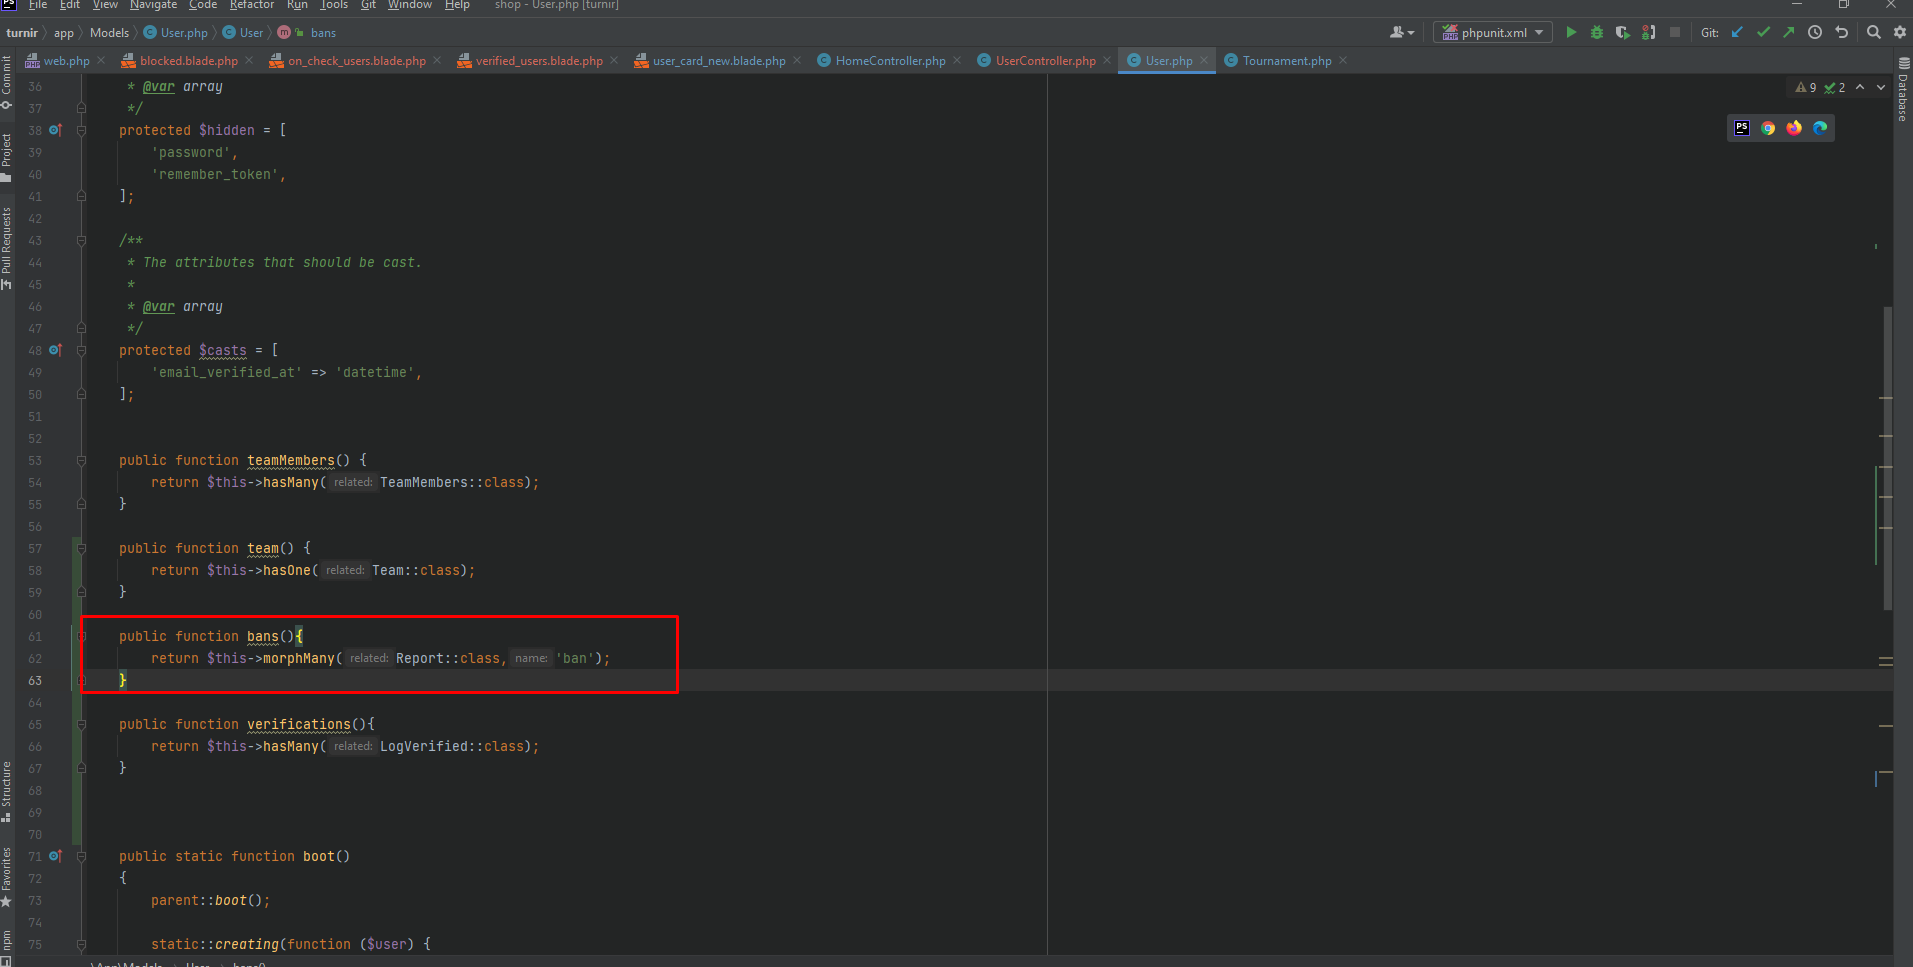 File Edit View Navigate Code Refactor Run Tools Git Window Help shop - User.php [turnir]
turnir app Models User.php User bans phpunit.xml Git:
web.php blocked.blade.php on_check_users.blade.php verified_users.blade.php user_card_new.blade.php HomeController.php UserController.php User.php Tournament.php
Commit
Project
Pull Requests
Structure
Favorites
npm
Database
9 2
36 * @var array
37 */
38 protected $hidden = [
39 'password',
40 'remember_token',
41 ];
42
43 /**
44 * The attributes that should be cast.
45 *
46 * @var array
47 */
48 protected $casts = [
49 'email_verified_at' => 'datetime',
50 ];
51
52
53 public function teamMembers() {
54 return $this->hasMany( related: TeamMembers::class);
55 }
56
57 public function team() {
58 return $this->hasOne( related: Team::class);
59 }
60
61 public function bans(){
62 return $this->morphMany( related: Report::class, name: 'ban');
63 }
64
65 public function verifications(){
66 return $this->hasMany( related: LogVerified::class);
67 }
68
69
70
71 public static function boot()
72 {
73 parent::boot();
74
75 static::creating(function ($user) {
\App\Models User bans()